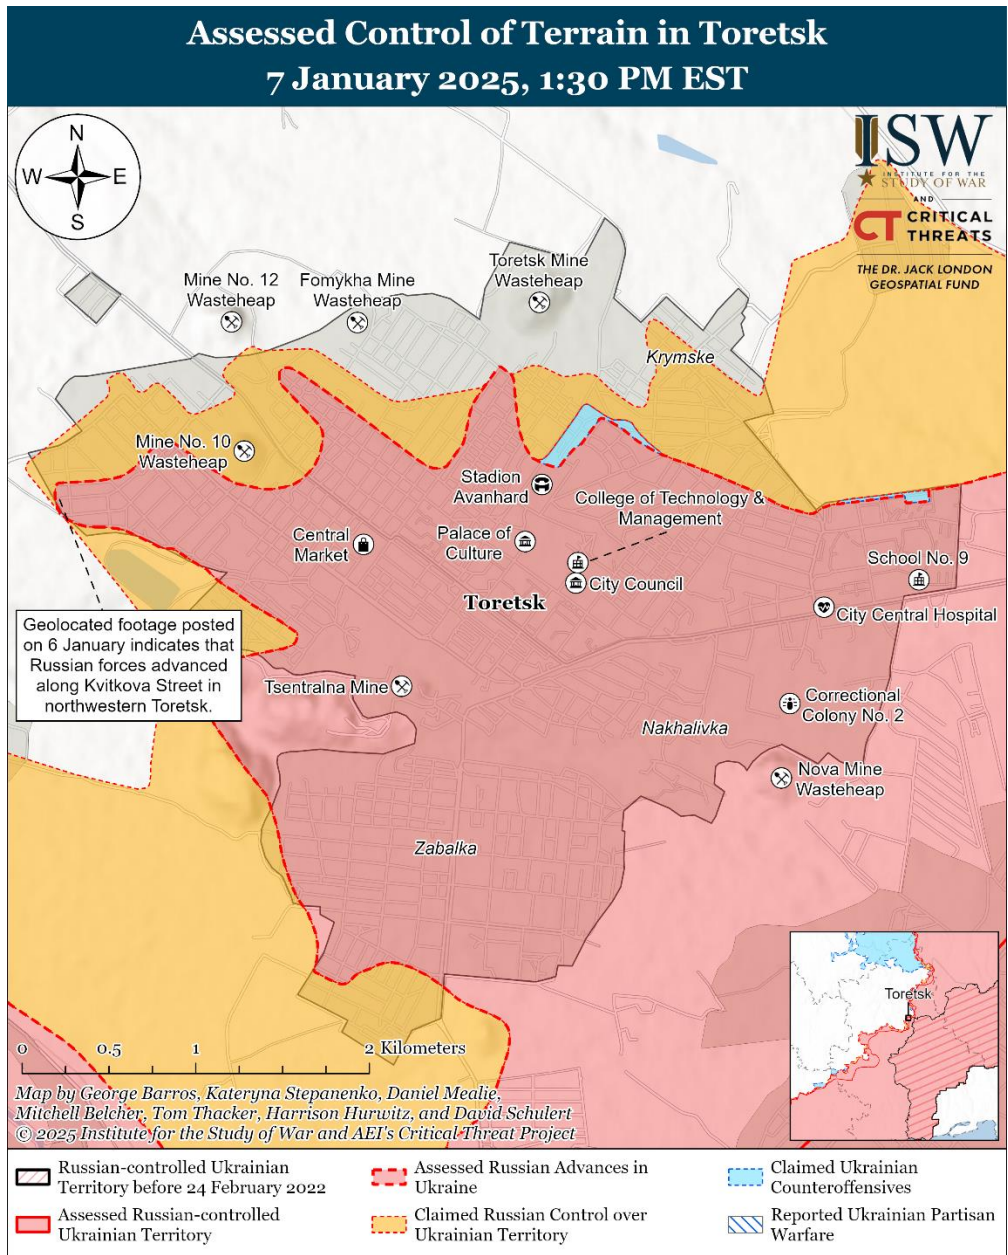 Assessed Control of Terrain in Toretsk
7 January 2025, 1:30 PM EST
N
W
E
S
ISW
INSTITUTE FOR THE
STUDY OF WAR
AND
CT CRITICAL
THREATS
THE DR. JACK LONDON
GEOSPATIAL FUND
Mine No. 12
Wasteheap
Fomykha Mine
Wasteheap
Toretsk Mine
Wasteheap
Krymske
Mine No. 10
Wasteheap
Stadion
Avanhard
College of Technology &
Management
Central
Market
Palace of
Culture
City Council
School No. 9
Toretsk
City Central Hospital
Geolocated footage posted
on 6 January indicates that
Russian forces advanced
along Kvitkova Street in
northwestern Toretsk.
Tsentralna Mine
Correctional
Colony No. 2
Nakhalivka
Nova Mine
Wasteheap
Zabalka
Toretsk
0 0.5 1 2 Kilometers
Map by George Barros, Kateryna Stepanenko, Daniel Mealie,
Mitchell Belcher, Tom Thacker, Harrison Hurwitz, and David Schulert
© 2025 Institute for the Study of War and AEI's Critical Threat Project
Russian-controlled Ukrainian
Territory before 24 February 2022
Assessed Russian-controlled
Ukrainian Territory
Assessed Russian Advances in
Ukraine
Claimed Russian Control over
Ukrainian Territory
Claimed Ukrainian
Counteroffensives
Reported Ukrainian Partisan
Warfare